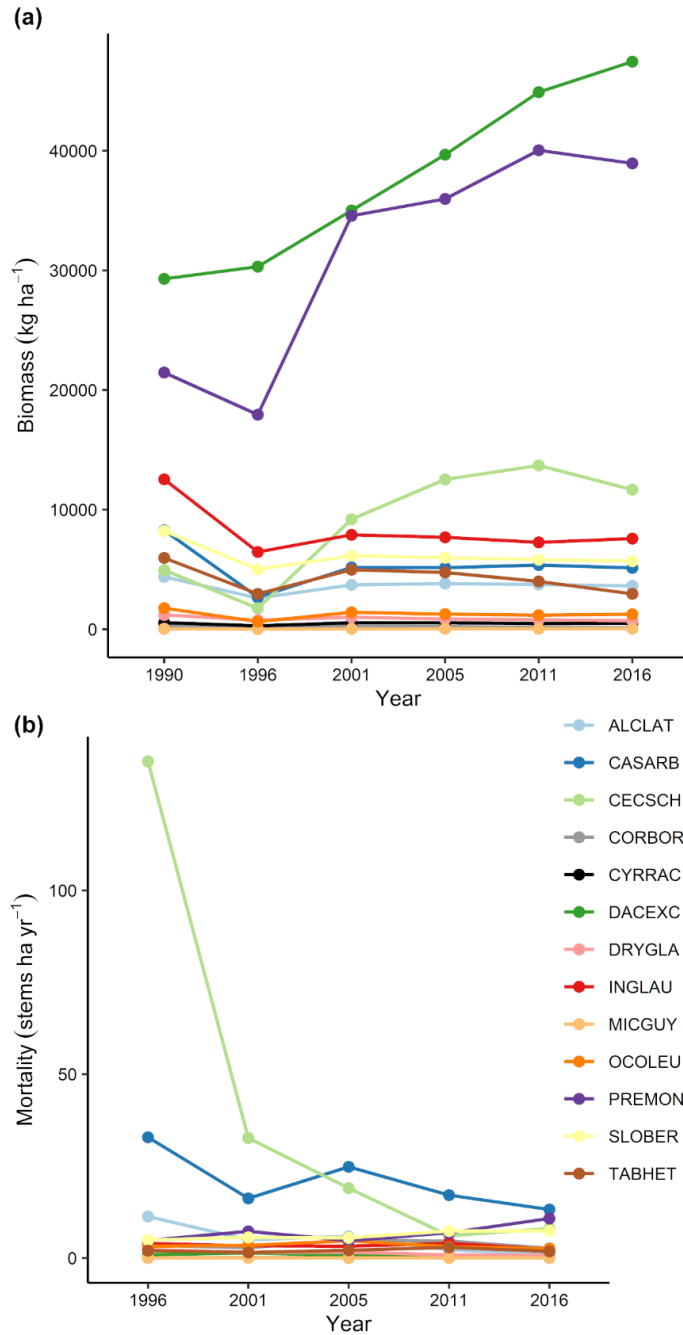 (a)
Biomass (kg ha⁻¹)
40000
30000
20000
10000
0
1990 1996 2001 2005 2011 2016
Year
(b)
Mortality (stems ha yr⁻¹)
100
50
0
1996 2001 2005 2011 2016
Year
ALCLAT
CASARB
CECSCH
CORBOR
CYRRAC
DACEXC
DRYGLA
INGLAU
MICGUY
OCOLEU
PREMON
SLOBER
TABHET